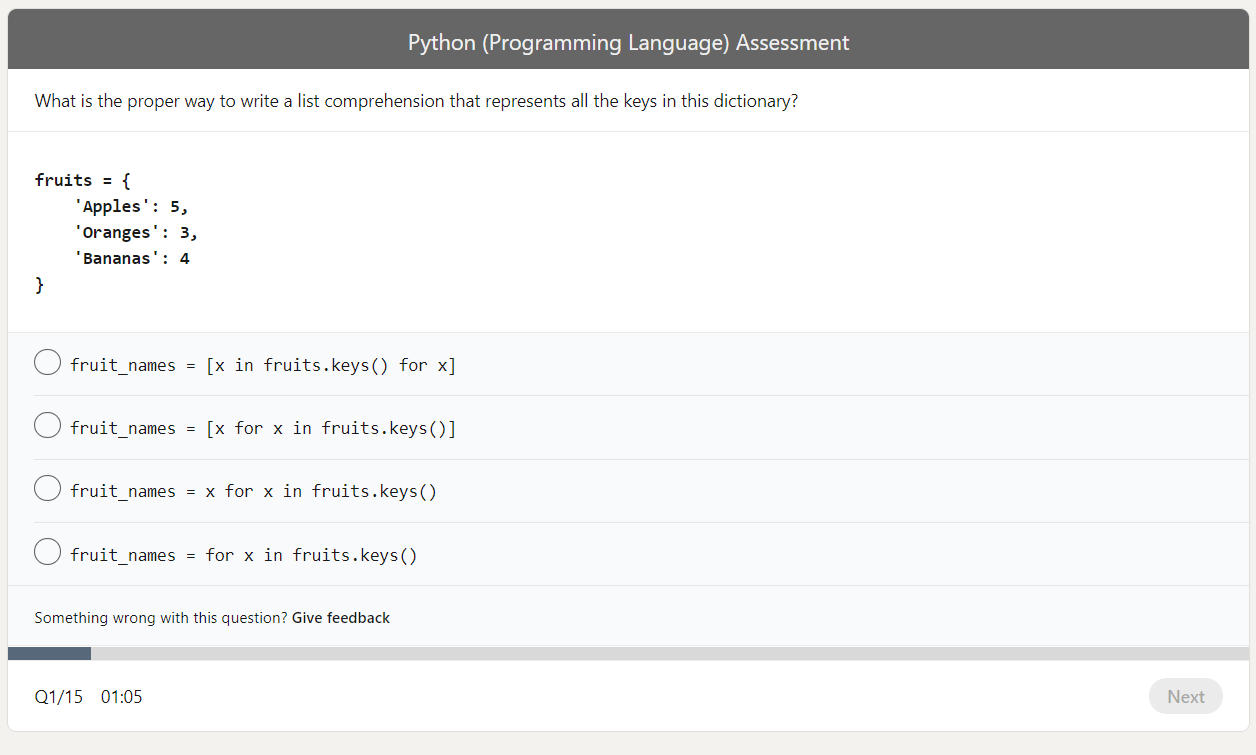 Python (Programming Language) Assessment
What is the proper way to write a list comprehension that represents all the keys in this dictionary?
fruits = {
    'Apples': 5,
    'Oranges': 3,
    'Bananas': 4
}
fruit_names = [x in fruits.keys() for x]
fruit_names = [x for x in fruits.keys()]
fruit_names = x for x in fruits.keys()
fruit_names = for x in fruits.keys()
Something wrong with this question? Give feedback
Q1/15 01:05 Next